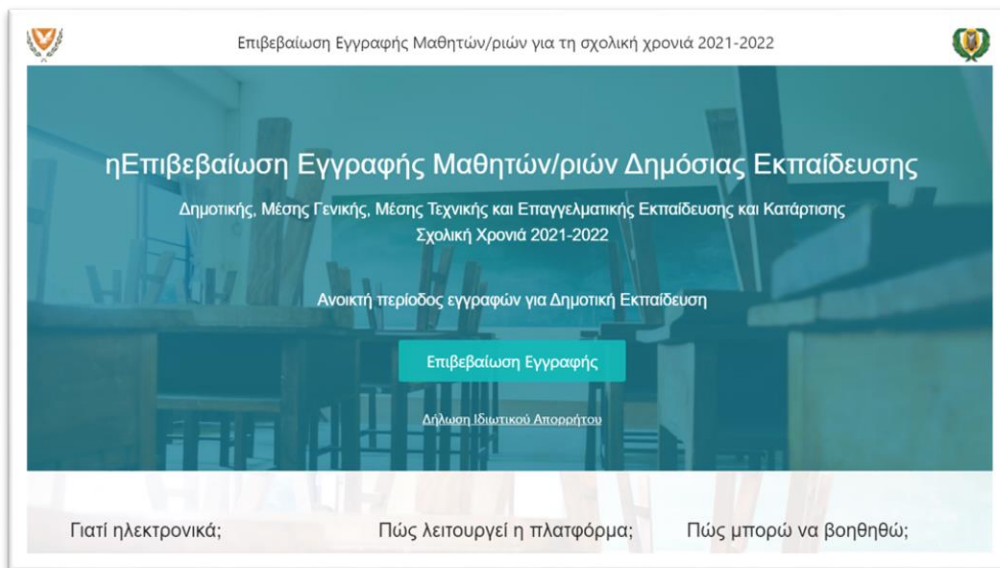 Επιβεβαίωση Εγγραφής Μαθητών/ριών για τη σχολική χρονιά 2021-2022
ηΕπιβεβαίωση Εγγραφής Μαθητών/ριών Δημόσιας Εκπαίδευσης
Δημοτικής, Μέσης Γενικής, Μέσης Τεχνικής και Επαγγελματικής Εκπαίδευσης και Κατάρτισης
Σχολική Χρονιά 2021-2022
Ανοικτή περίοδος εγγραφών για Δημοτική Εκπαίδευση
Επιβεβαίωση Εγγραφής
Δήλωση Ιδιωτικού Απορρήτου
Γιατί ηλεκτρονικά;
Πώς λειτουργεί η πλατφόρμα;
Πώς μπορώ να βοηθηθώ;